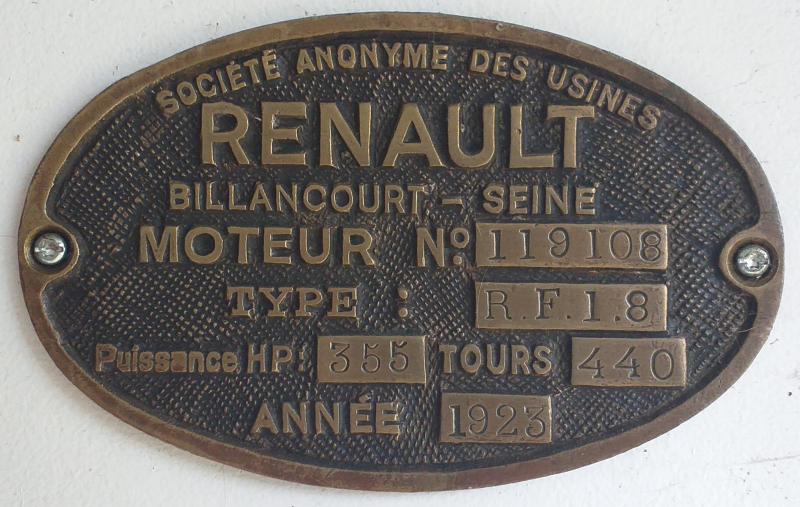 SOCIÉTÉ ANONYME DES USINES
RENAULT
BILLANCOURT - SEINE
MOTEUR No: 119108
TYPE : R.F.1.8
Puissance HP: 355 TOURS 440
ANNÉE 1923